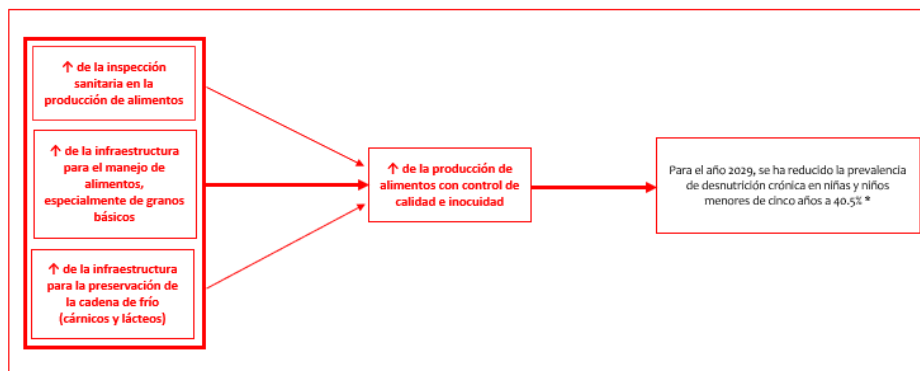 ↑ de la inspección
sanitaria en la
producción de alimentos
↑ de la infraestructura
para el manejo de
alimentos,
especialmente de granos
básicos
↑ de la infraestructura
para la preservación de
la cadena de frío
(cárnicos y lácteos)
↑ de la producción de
alimentos con control de
calidad e inocuidad
Para el año 2029, se ha reducido la prevalencia
de desnutrición crónica en niñas y niños
menores de cinco años a 40.5% *